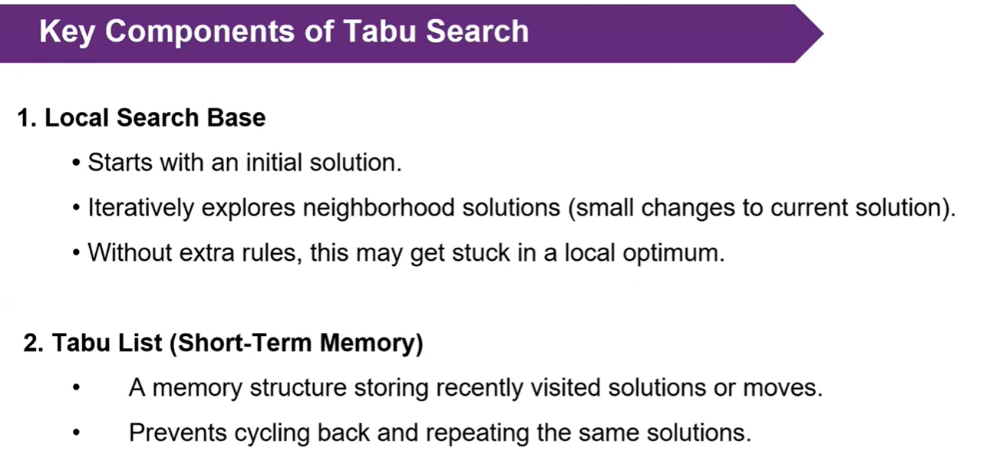 Key Components of Tabu Search
1. Local Search Base
• Starts with an initial solution.
• Iteratively explores neighborhood solutions (small changes to current solution).
• Without extra rules, this may get stuck in a local optimum.
2. Tabu List (Short-Term Memory)
• A memory structure storing recently visited solutions or moves.
• Prevents cycling back and repeating the same solutions.